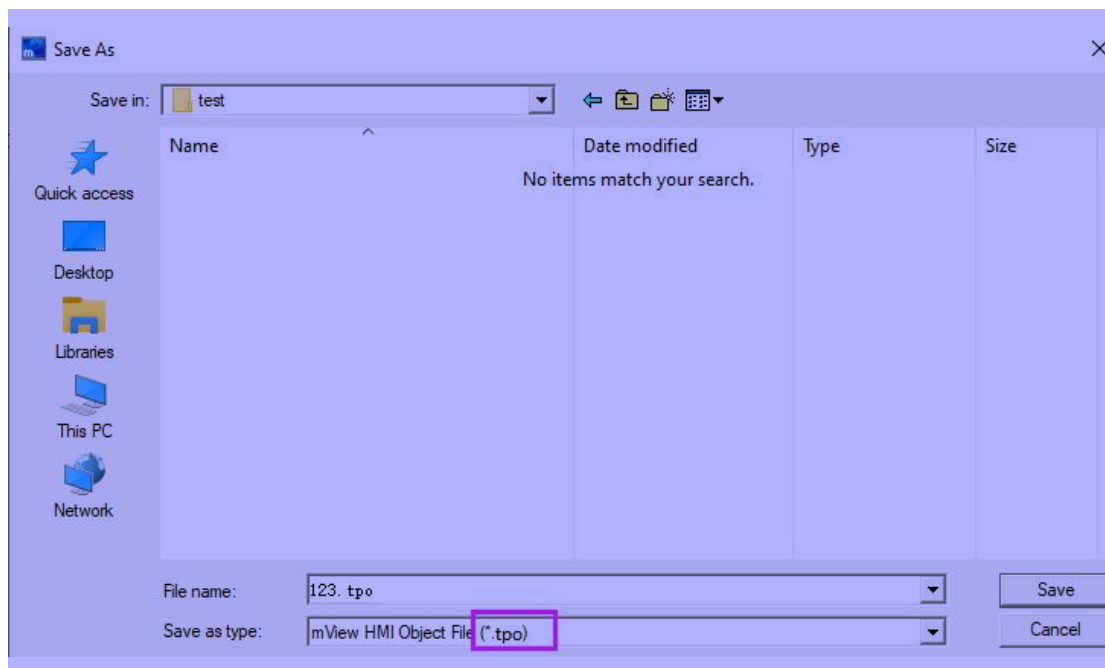 Save As
Save in: test
Name Date modified Type Size
No items match your search.
Quick access
Desktop
Libraries
This PC
Network
File name: 123. tpo Save
Save as type: mView HMI Object File (*.tpo) Cancel